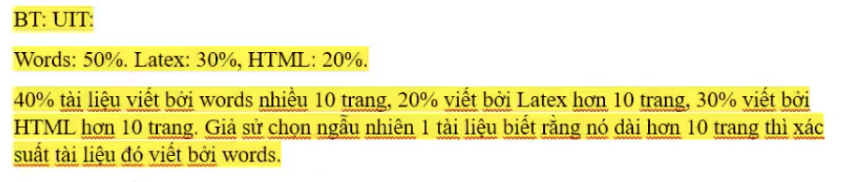 BT: UIT:
Words: 50%. Latex: 30%, HTML: 20%.
40% tài liệu viết bởi words nhiều 10 trang, 20% viết bởi Latex hơn 10 trang, 30% viết bởi
HTML hơn 10 trang. Giả sử chọn ngẫu nhiên 1 tài liệu biết rằng nó dài hơn 10 trang thì xác
suất tài liệu đó viết bởi words.